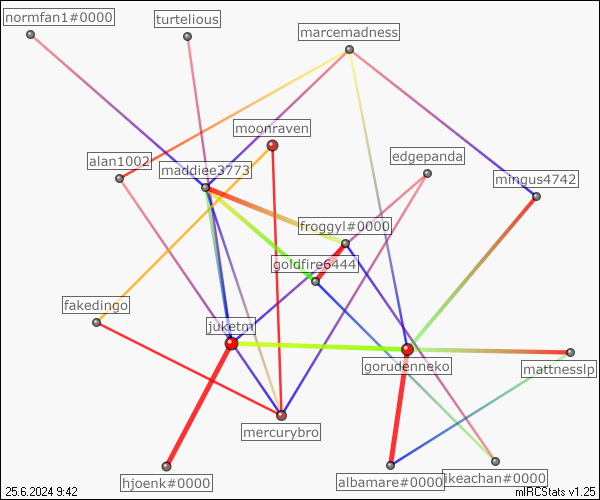 normfan1#0000
turtelious
marcemadness
moonraven
alan1002
maddiee3773
edgepanda
mingus4742
froggyl#0000
goldfire6444
fakedingo
juketm
gorudenneko
mattnesslp
mercurybro
hjoenk#0000
albamare#0000
ikeachan#0000
25.6.2024 9:42
mIRCStats v1.25